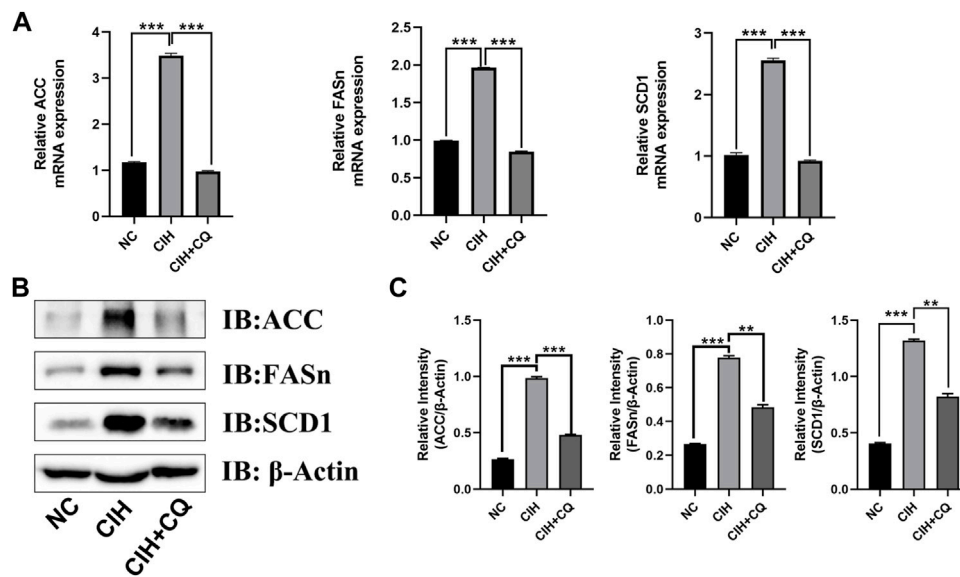 A
Relative ACC
mRNA expression
4
3
2
1
0
***
***
NC
CIH
CIH+CQ
Relative FASn
mRNA expression
2.5
2.0
1.5
1.0
0.5
0.0
***
***
NC
CIH
CIH+CQ
Relative SCD1
mRNA expression
3
2
1
0
***
***
NC
CIH
CIH+CQ
B
IB:ACC
IB:FASn
IB:SCD1
IB: β-Actin
NC
CIH
CIH+CQ
C
Relative Intensity
(ACC/β-Actin)
1.5
1.0
0.5
0.0
***
***
NC
CIH
CIH+CQ
Relative Intensity
(FASn/β-Actin)
1.0
0.8
0.6
0.4
0.2
0.0
***
**
NC
CIH
CIH+CQ
Relative Intensity
(SCD1/β-Actin)
1.5
1.0
0.5
0.0
***
**
NC
CIH
CIH+CQ